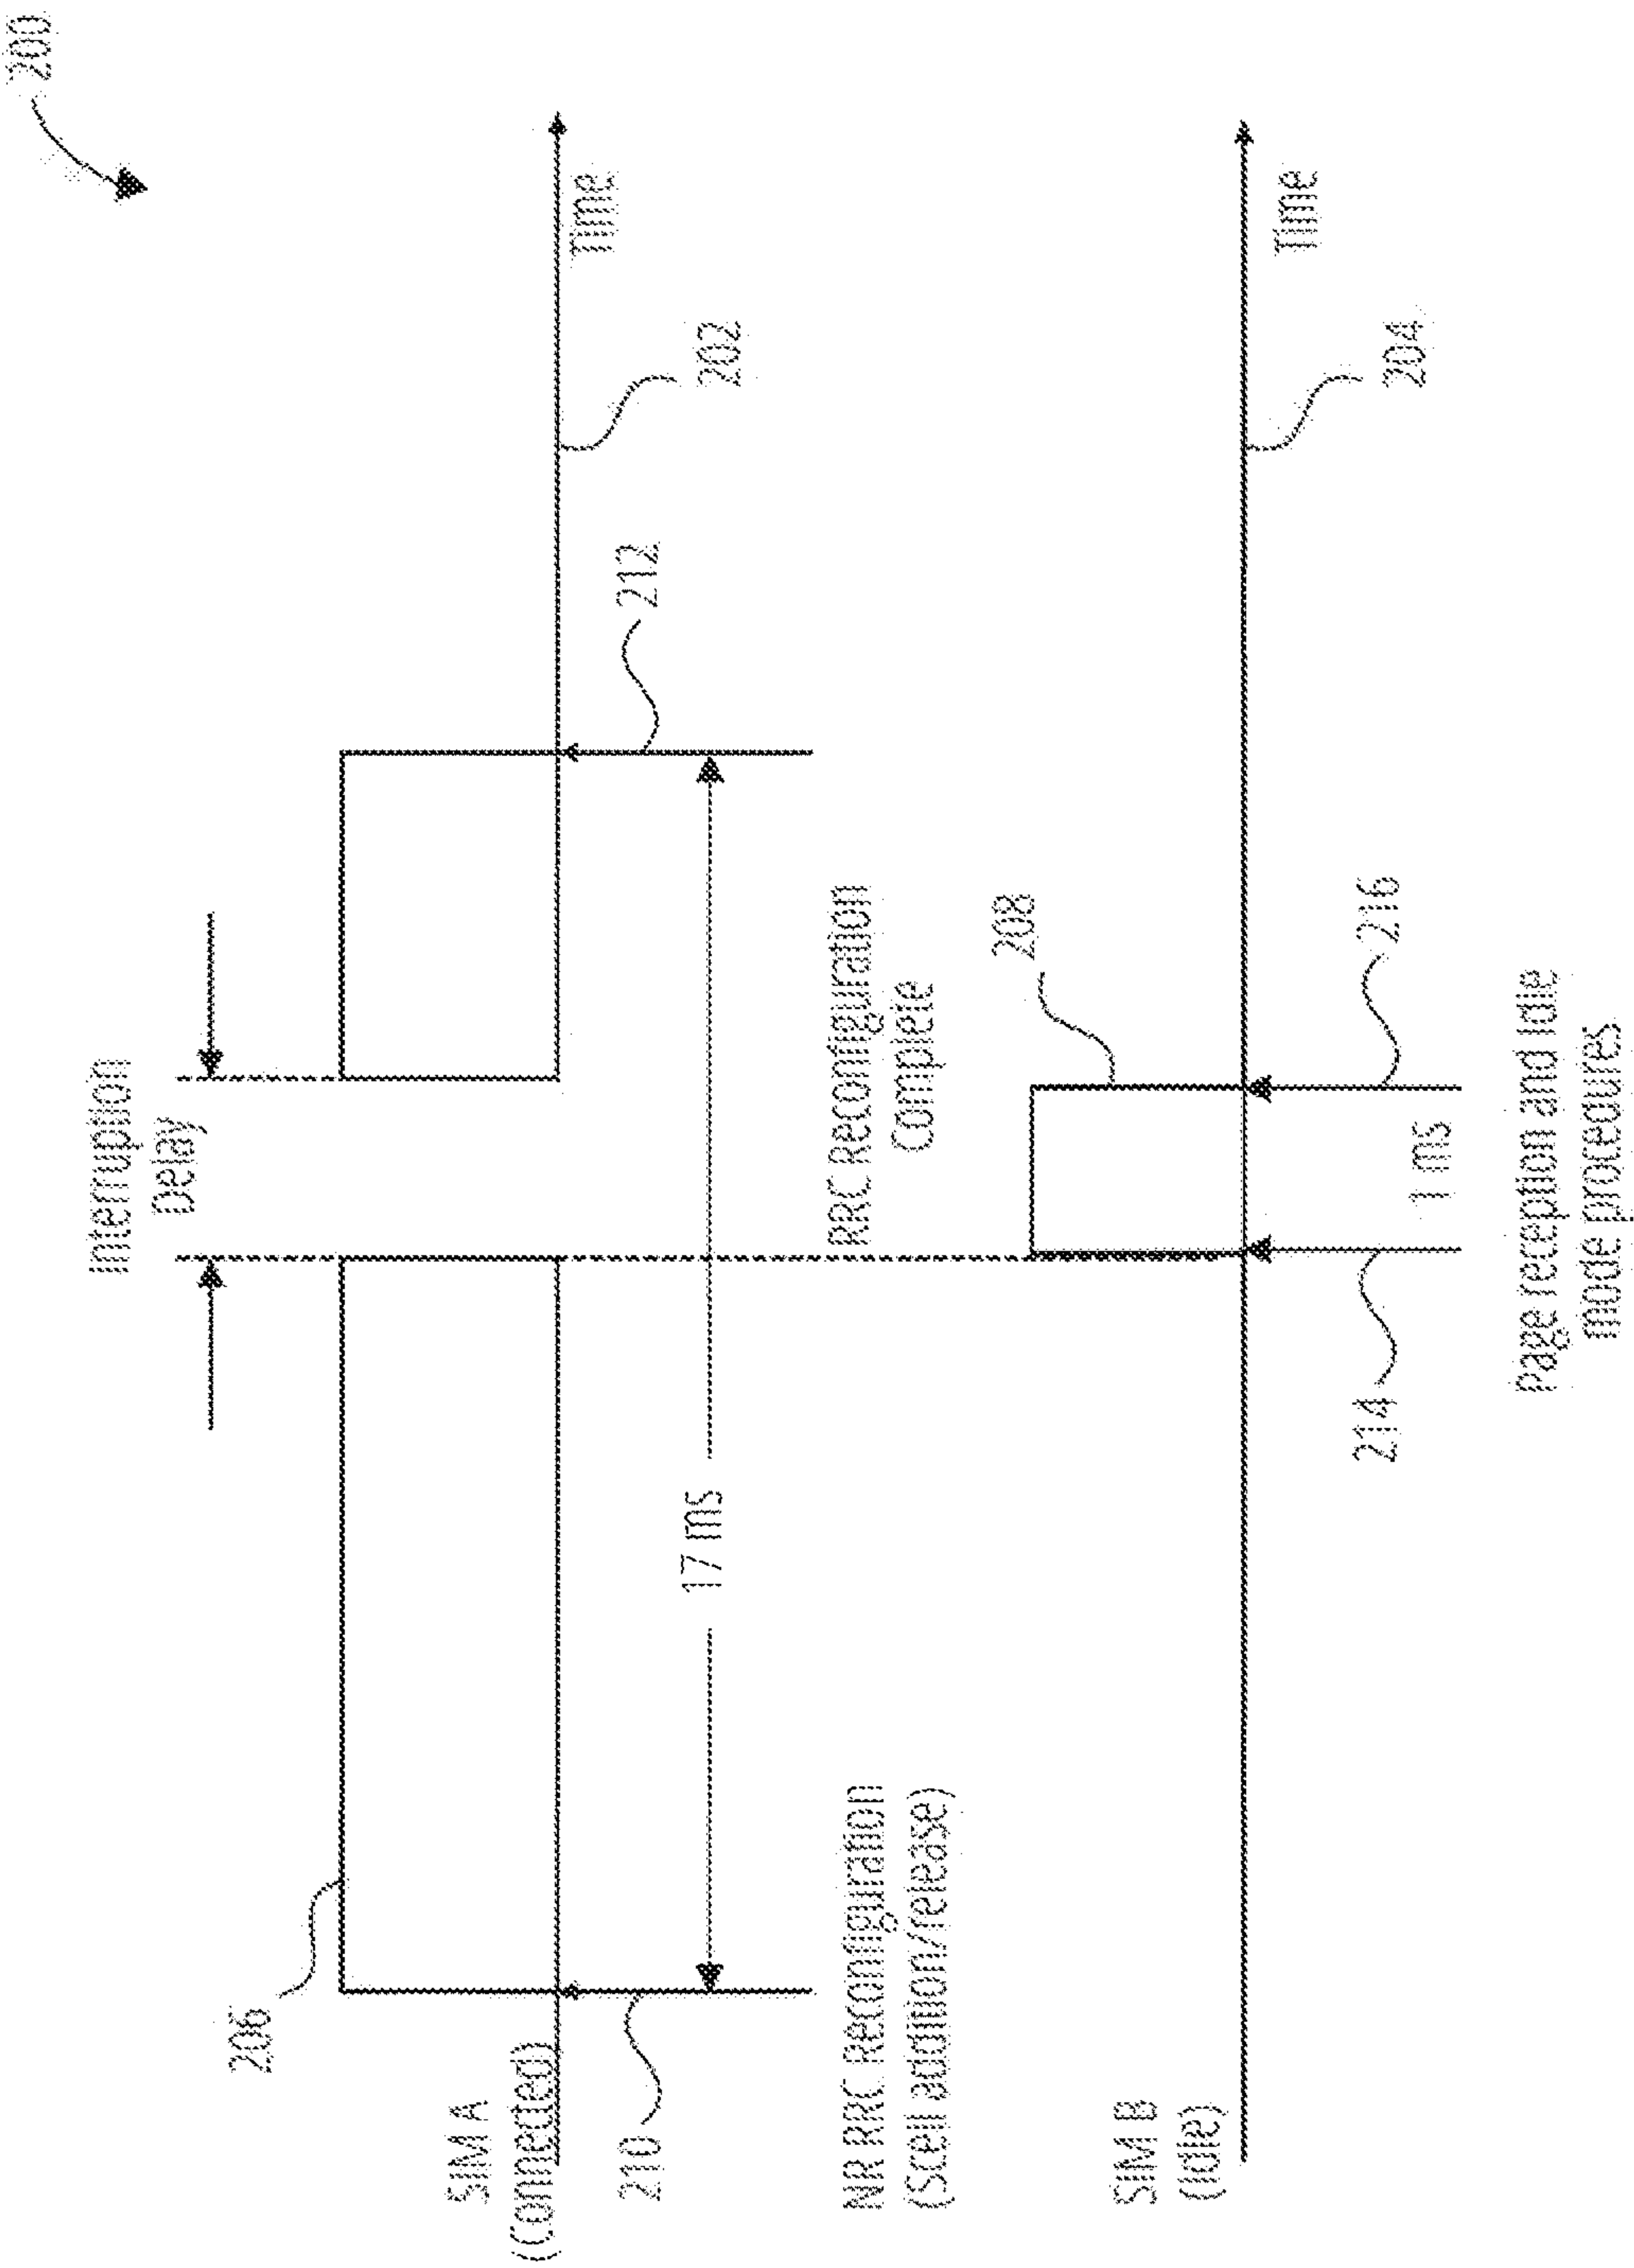 200
Interruption
Delay
206
SIM A
(Connected)
Time
202
210
212
17 ms
NR RRC Reconfiguration
(Scell addition/release)
RRC Reconfiguration
Complete
208
SIM B
(Idle)
Time
204
214
1 ms
216
Page reception and Idle
mode procedures